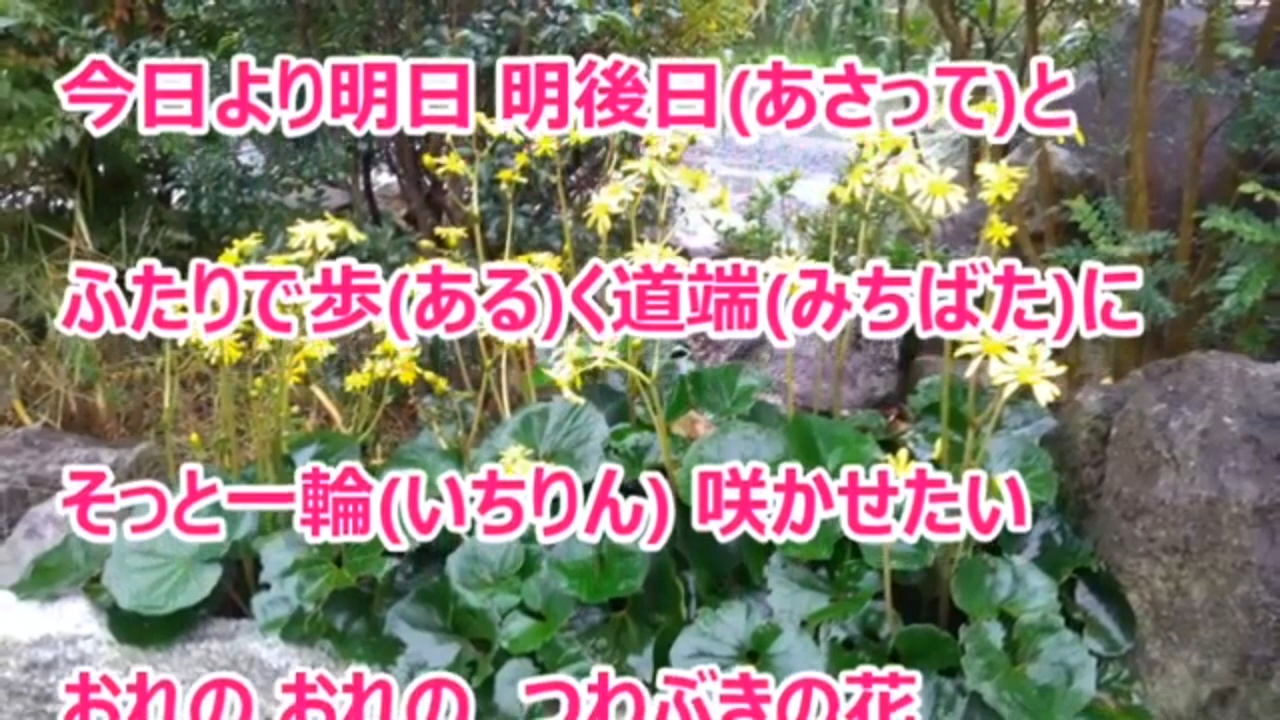 今日より明日 明後日(あさって)と
ふたりで歩(ある)く道端(みちばた)に
そっと一輪(いちりん) 咲かせたい
おれの おれの つわぶきの花